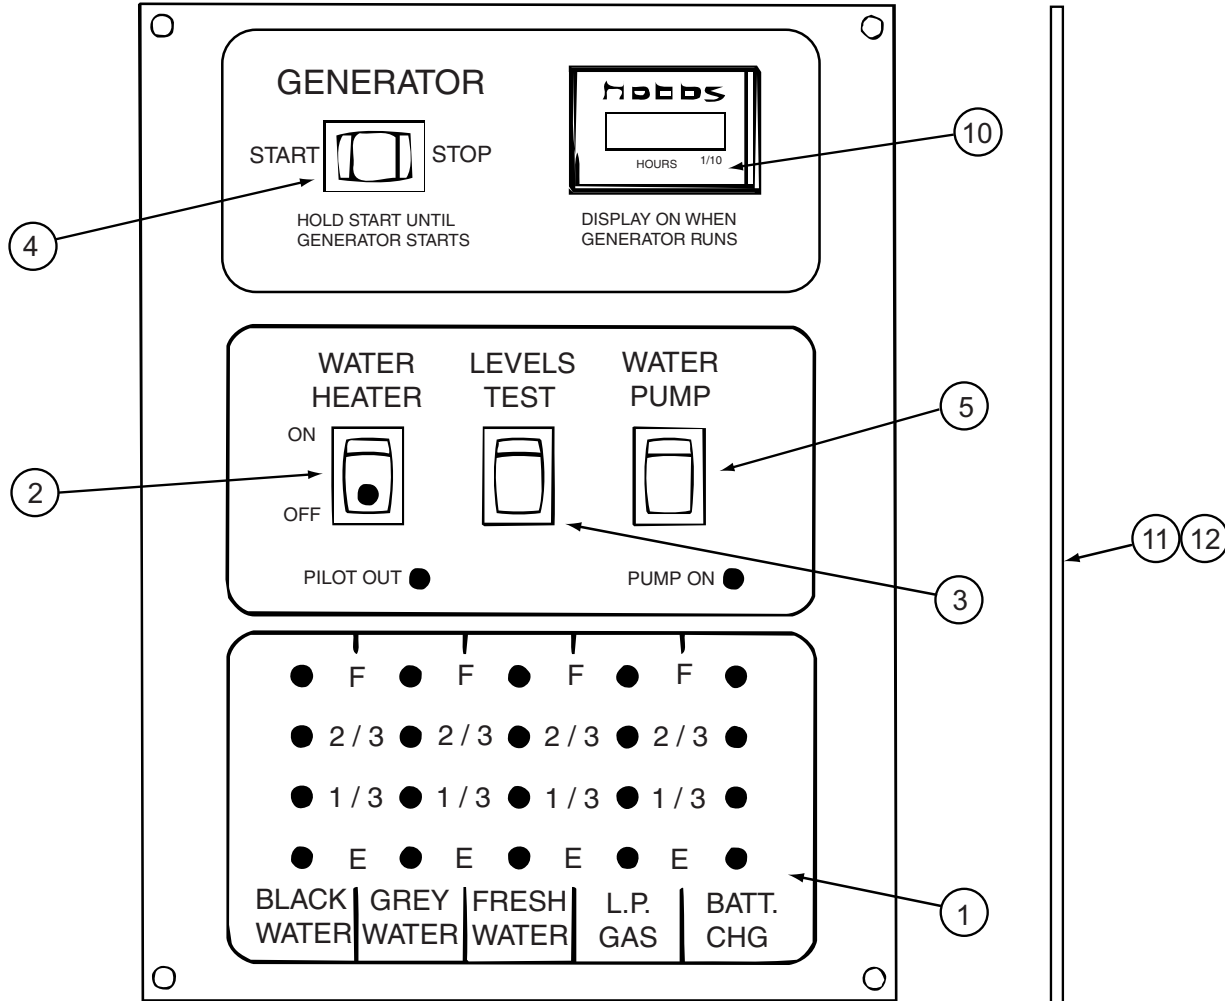 GENERATOR
START
STOP
HOLD START UNTIL
GENERATOR STARTS
hobbs
HOURS 1/10
DISPLAY ON WHEN
GENERATOR RUNS
10
4
WATER
HEATER
LEVELS
TEST
WATER
PUMP
ON
OFF
PILOT OUT
PUMP ON
5
2
3
11 12
F F F F
2 / 3 2 / 3 2 / 3 2 / 3
1 / 3 1 / 3 1 / 3 1 / 3
E E E E
BLACK
WATER
GREY
WATER
FRESH
WATER
L.P.
GAS
BATT.
CHG
1